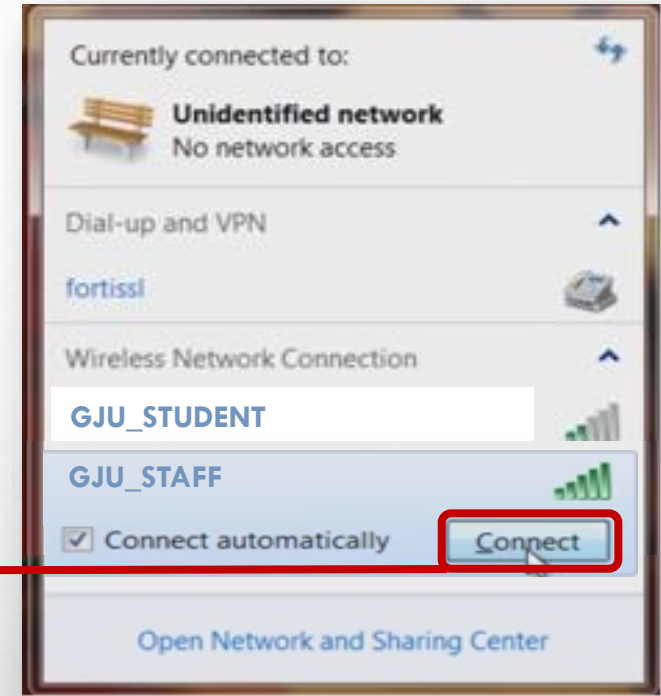 Currently connected to:
Unidentified network
No network access
Dial-up and VPN
fortissl
Wireless Network Connection
GJU_STUDENT
GJU_STAFF
Connect automatically
Connect
Open Network and Sharing Center